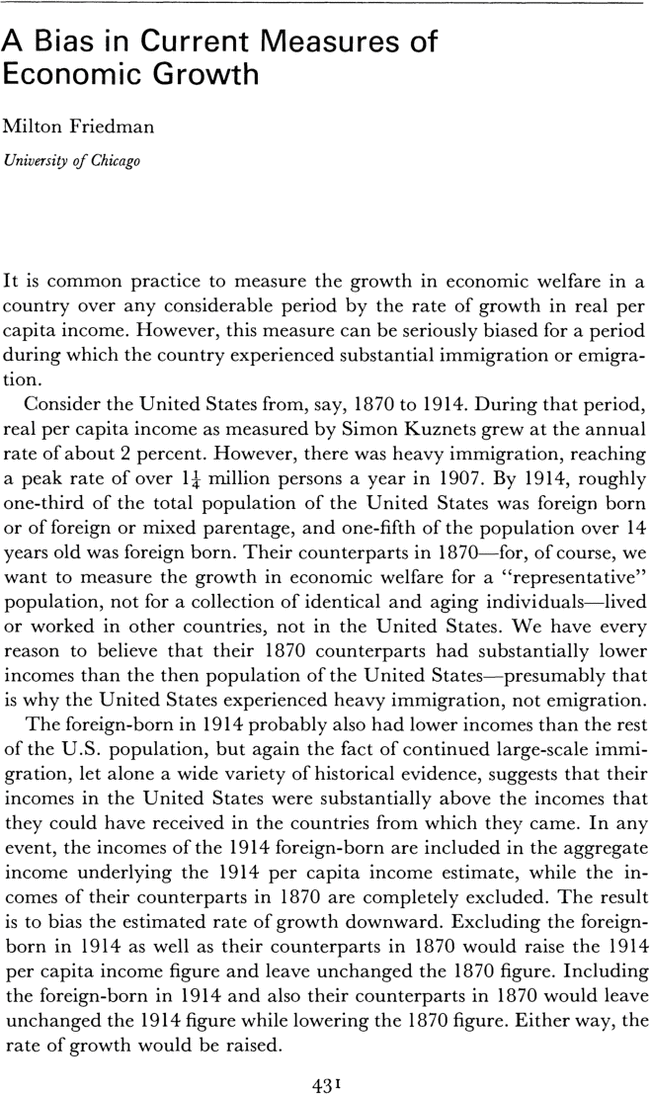 A Bias in Current Measures of
Economic Growth
Milton Friedman
University of Chicago
It is common practice to measure the growth in economic welfare in a
country over any considerable period by the rate of growth in real per
capita income. However, this measure can be seriously biased for a period
during which the country experienced substantial immigration or emigra-
tion.
Consider the United States from, say, 1870 to 1914. During that period,
real per capita income as measured by Simon Kuznets grew at the annual
rate of about 2 percent. However, there was heavy immigration, reaching
a peak rate of over 1¼ million persons a year in 1907. By 1914, roughly
one-third of the total population of the United States was foreign born
or of foreign or mixed parentage, and one-fifth of the population over 14
years old was foreign born. Their counterparts in 1870—for, of course, we
want to measure the growth in economic welfare for a “representative”
population, not for a collection of identical and aging individuals—lived
or worked in other countries, not in the United States. We have every
reason to believe that their 1870 counterparts had substantially lower
incomes than the then population of the United States—presumably that
is why the United States experienced heavy immigration, not emigration.
The foreign-born in 1914 probably also had lower incomes than the rest
of the U.S. population, but again the fact of continued large-scale immi-
gration, let alone a wide variety of historical evidence, suggests that their
incomes in the United States were substantially above the incomes that
they could have received in the countries from which they came. In any
event, the incomes of the 1914 foreign-born are included in the aggregate
income underlying the 1914 per capita income estimate, while the in-
comes of their counterparts in 1870 are completely excluded. The result
is to bias the estimated rate of growth downward. Excluding the foreign-
born in 1914 as well as their counterparts in 1870 would raise the 1914
per capita income figure and leave unchanged the 1870 figure. Including
the foreign-born in 1914 and also their counterparts in 1870 would leave
unchanged the 1914 figure while lowering the 1870 figure. Either way, the
rate of growth would be raised.
431